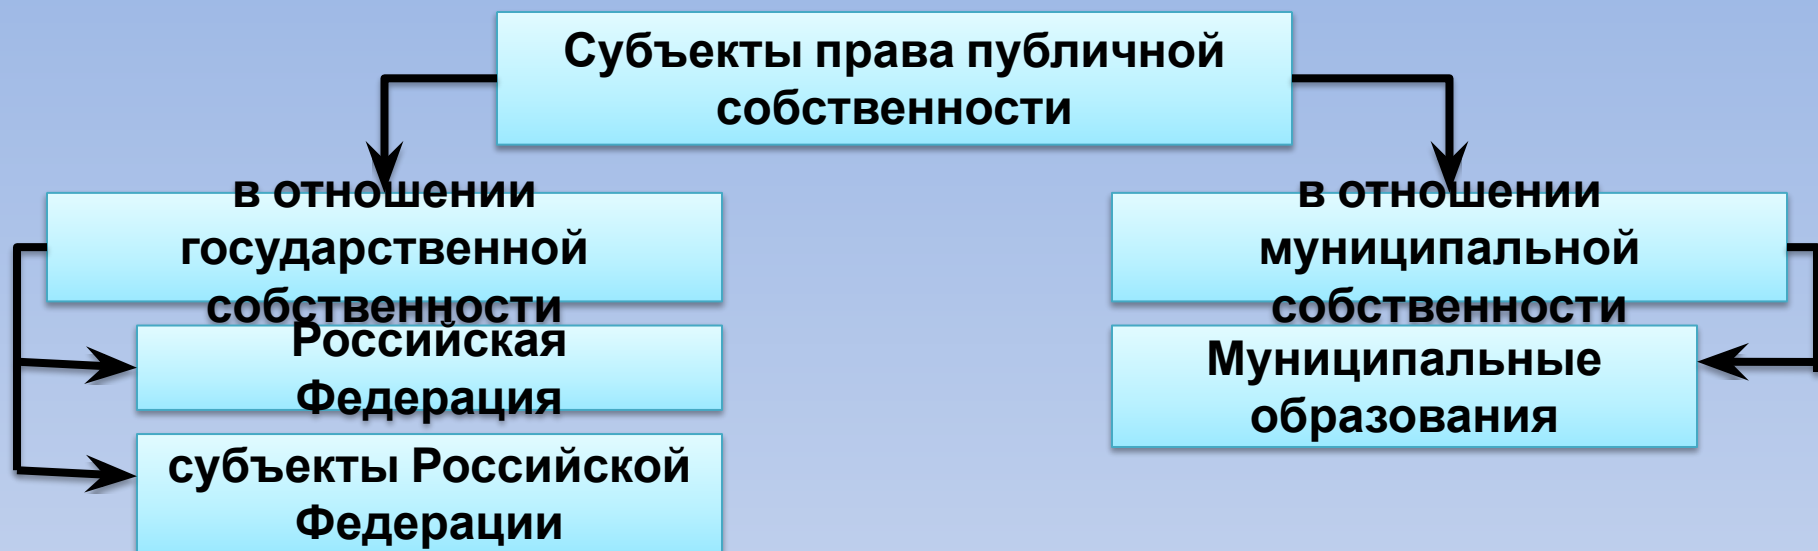 Субъекты права публичной
собственности
в отношении
государственной
собственности
Российская
Федерация
субъекты Российской
Федерации
в отношении
муниципальной
собственности
Муниципальные
образования